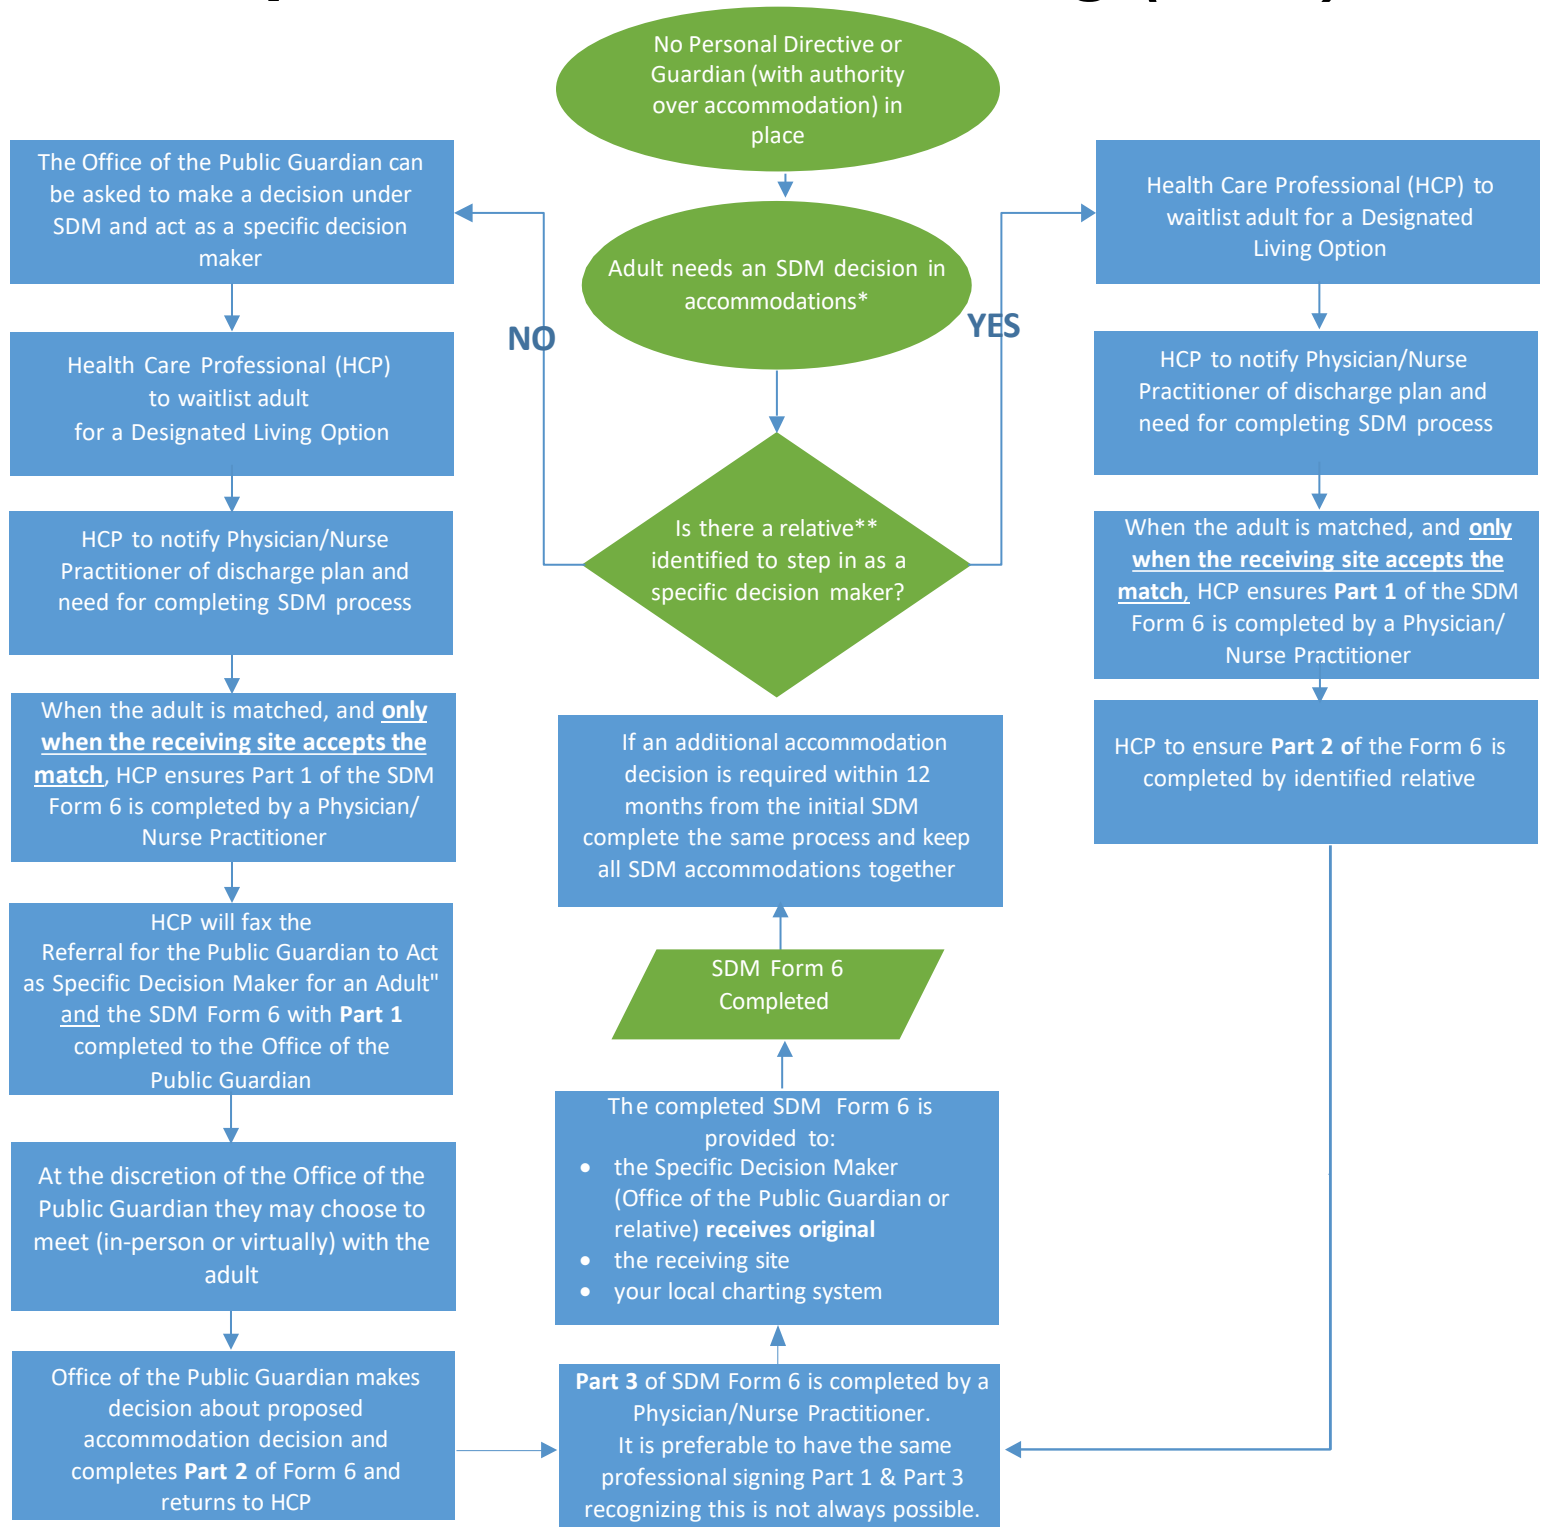 No Personal Directive or
Guardian (with authority
over accommodation) in
place
Adult needs an SDM decision in
accommodations*
NO
YES
Is there a relative**
identified to step in as a
specific decision maker?
The Office of the Public Guardian can
be asked to make a decision under
SDM and act as a specific decision
maker
Health Care Professional (HCP)
to waitlist adult
for a Designated Living Option
HCP to notify Physician/Nurse
Practitioner of discharge plan and
need for completing SDM process
When the adult is matched, and only
when the receiving site accepts the
match, HCP ensures Part 1 of the SDM
Form 6 is completed by a Physician/
Nurse Practitioner
HCP will fax the
Referral for the Public Guardian to Act
as Specific Decision Maker for an Adult"
and the SDM Form 6 with Part 1
completed to the Office of the
Public Guardian
At the discretion of the Office of the
Public Guardian they may choose to
meet (in-person or virtually) with the
adult
Office of the Public Guardian makes
decision about proposed
accommodation decision and
completes Part 2 of Form 6 and
returns to HCP
Health Care Professional (HCP) to
waitlist adult for a Designated
Living Option
HCP to notify Physician/Nurse
Practitioner of discharge plan and
need for completing SDM process
When the adult is matched, and only
when the receiving site accepts the
match, HCP ensures Part 1 of the SDM
Form 6 is completed by a Physician/
Nurse Practitioner
HCP to ensure Part 2 of the Form 6 is
completed by identified relative
Part 3 of SDM Form 6 is completed by a
Physician/Nurse Practitioner.
It is preferable to have the same
professional signing Part 1 & Part 3
recognizing this is not always possible.
The completed SDM Form 6 is
provided to:
• the Specific Decision Maker
(Office of the Public Guardian or
relative) receives original
• the receiving site
• your local charting system
SDM Form 6
Completed
If an additional accommodation
decision is required within 12
months from the initial SDM
complete the same process and keep
all SDM accommodations together